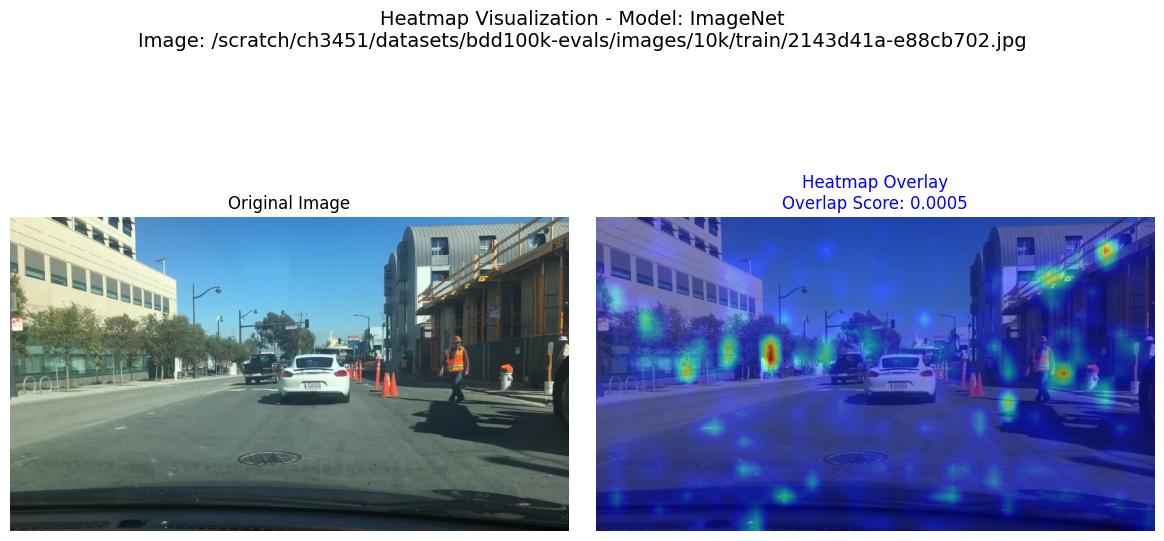 Heatmap Visualization - Model: ImageNet
Image: /scratch/ch3451/datasets/bdd100k-evals/images/10k/train/2143d41a-e88cb702.jpg
Original Image
Heatmap Overlay
Overlap Score: 0.0005